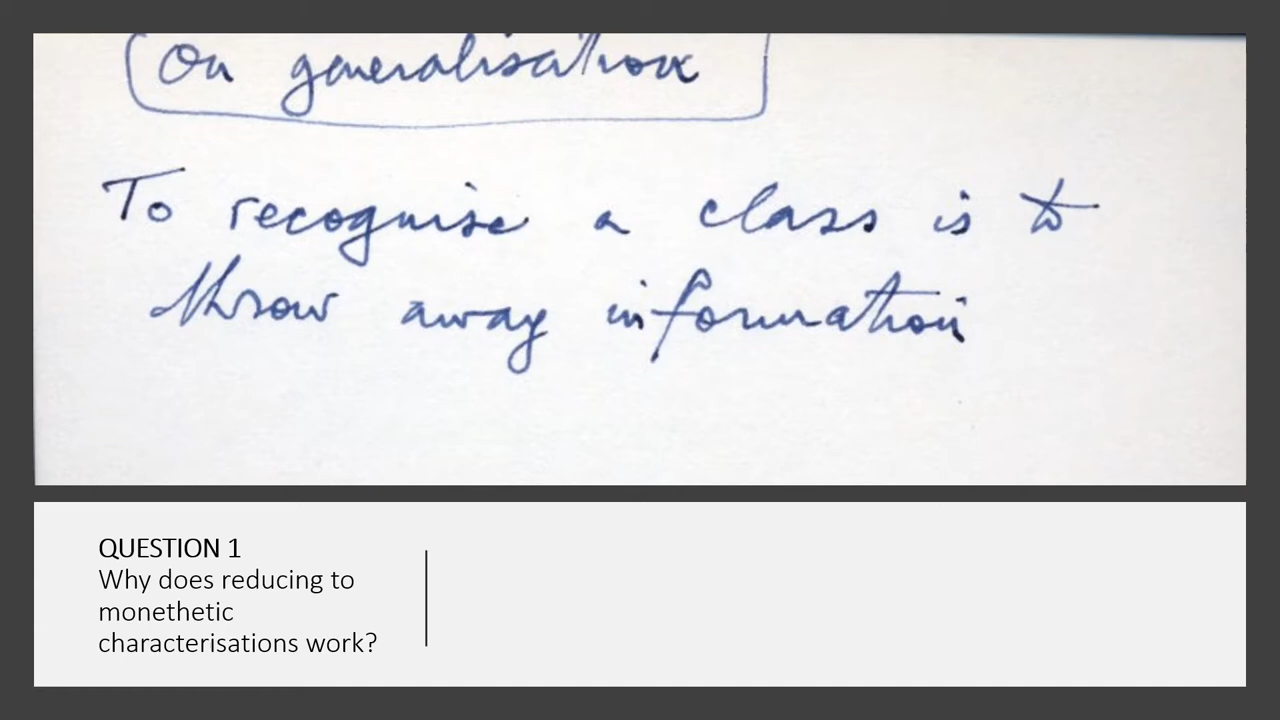 On generalisation
To recognise a class is to
throw away information
QUESTION 1
Why does reducing to
monethetic
characterisations work?